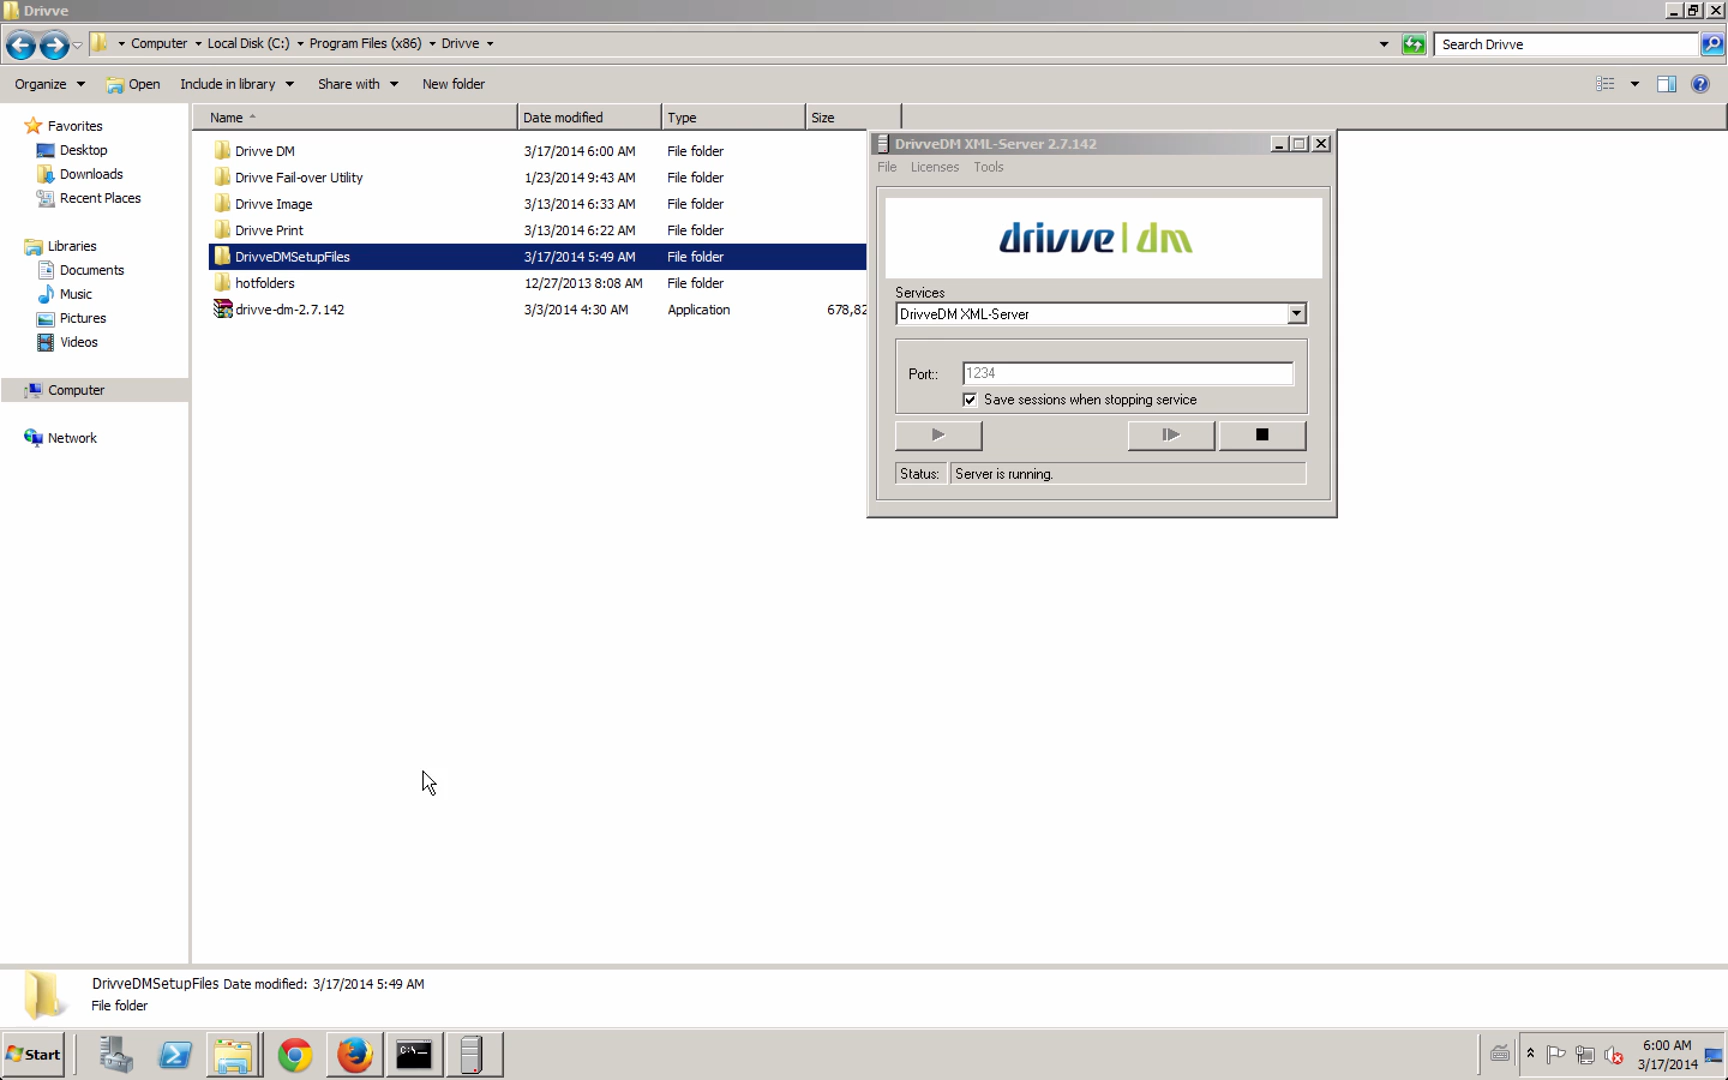 Drivve
Computer Local Disk (C:) Program Files (x86) Drivve
Search Drivve
Organize Open Include in library Share with New folder
Name Date modified Type Size
Favorites
Desktop
Downloads
Recent Places
Libraries
Documents
Music
Pictures
Videos
Computer
Network
Drivve DM 3/17/2014 6:00 AM File folder
Drivve Fail-over Utility 1/23/2014 9:43 AM File folder
Drivve Image 3/13/2014 6:33 AM File folder
Drivve Print 3/13/2014 6:22 AM File folder
DrivveDMSetupFiles 3/17/2014 5:49 AM File folder
hotfolders 12/27/2013 8:08 AM File folder
drivve-dm-2.7.142 3/3/2014 4:30 AM Application 678,82
DrivveDM XML-Server 2.7.142
File Licenses Tools
drivve | dm
Services
DrivveDM XML-Server
Port:: 1234
Save sessions when stopping service
Status: Server is running.
DrivveDMSetupFiles Date modified: 3/17/2014 5:49 AM
File folder
Start
C:\
6:00 AM
3/17/2014